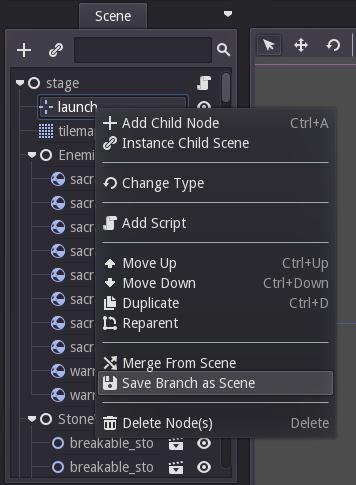 Scene
stage
launch
Add Child Node Ctrl+A
Instance Child Scene
Change Type
Add Script
Move Up Ctrl+Up
Move Down Ctrl+Down
Duplicate Ctrl+D
Reparent
Merge From Scene
Save Branch as Scene
Delete Node(s) Delete
tilema
Enemi
sacr
sacr
sacr
sacr
sacr
sacr
sacr
sacr
warr
warr
Stone
breakable_sto
breakable_sto